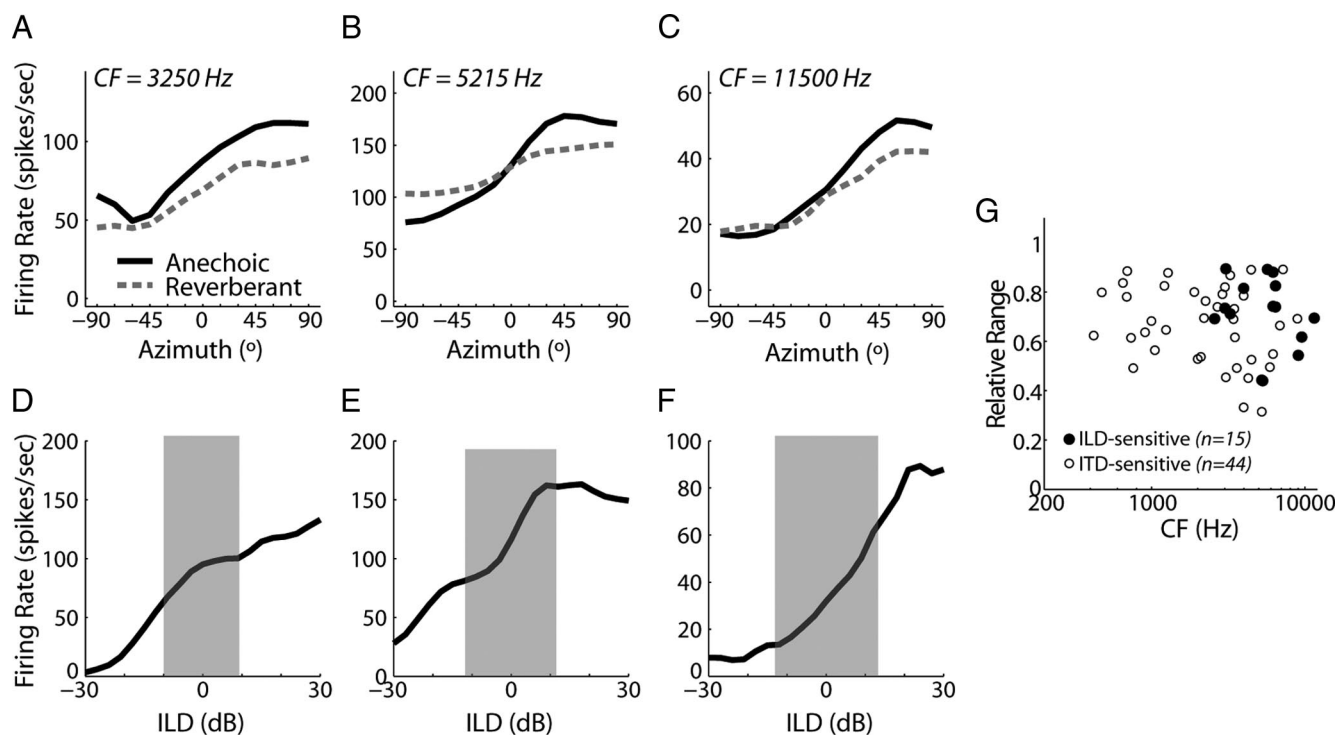 A
B
C
CF = 3250 Hz
CF = 5215 Hz
CF = 11500 Hz
Firing Rate (spikes/sec)
100
50
0
200
150
100
50
0
60
40
20
0
Anechoic
Reverberant
−90 −45 0 45 90
−90 −45 0 45 90
−90 −45 0 45 90
Azimuth (º)
Azimuth (º)
Azimuth (º)
D
E
F
Firing Rate (spikes/sec)
200
150
100
50
0
200
150
100
50
0
100
80
60
40
20
0
−30 0 30
−30 0 30
−30 0 30
ILD (dB)
ILD (dB)
ILD (dB)
G
Relative Range
1
0.8
0.6
0.4
0.2
0
ILD-sensitive (n=15)
ITD-sensitive (n=44)
200 1000 10000
CF (Hz)